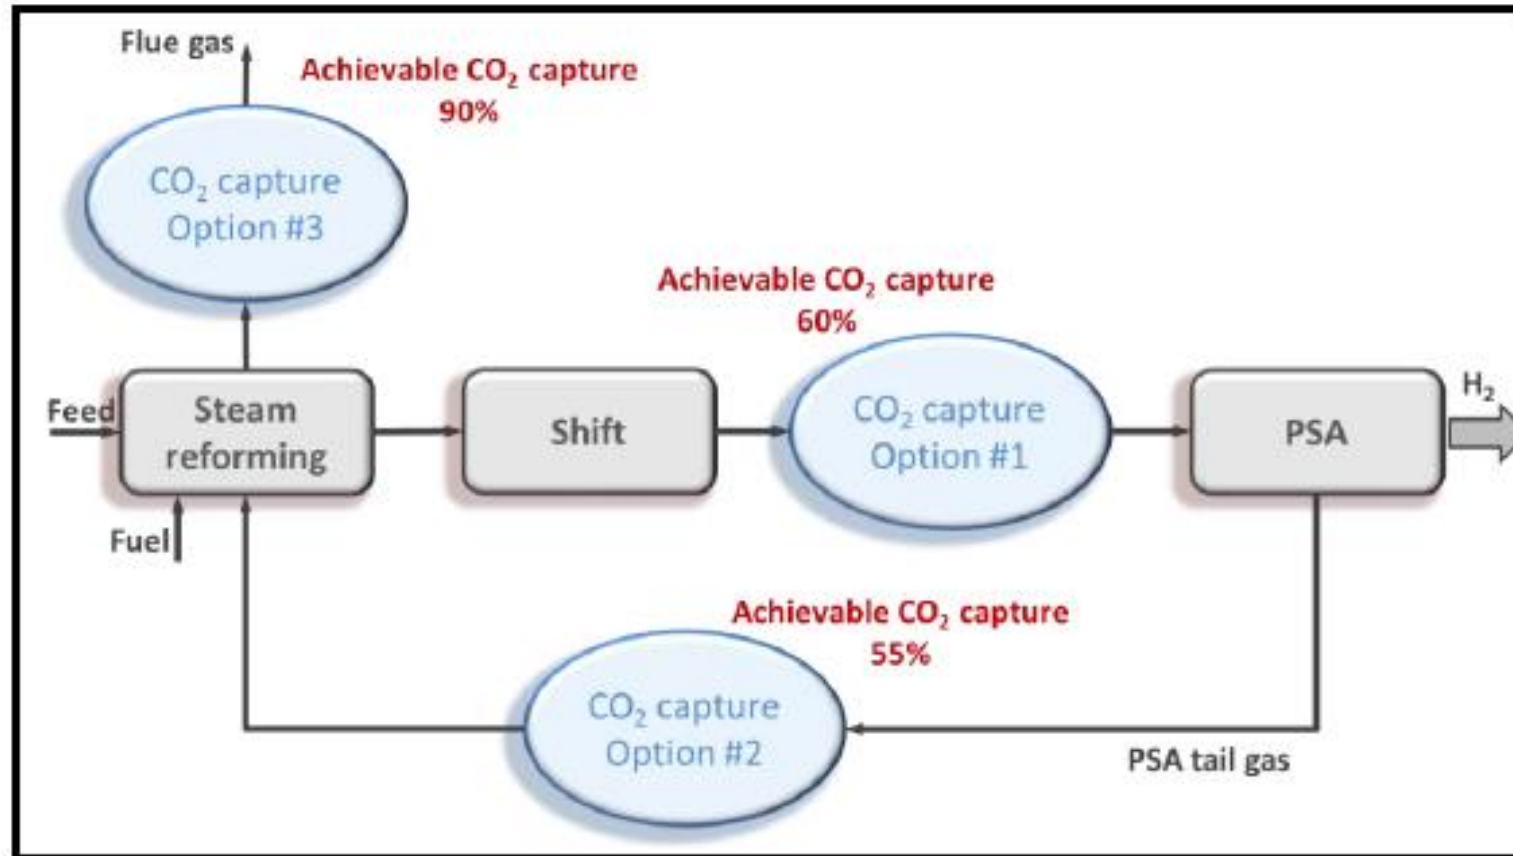 Flue gas
Achievable CO₂ capture
90%
CO₂ capture
Option #3
Achievable CO₂ capture
60%
Feed
Steam
reforming
Shift
CO₂ capture
Option #1
PSA
H₂
Fuel
Achievable CO₂ capture
55%
CO₂ capture
Option #2
PSA tail gas